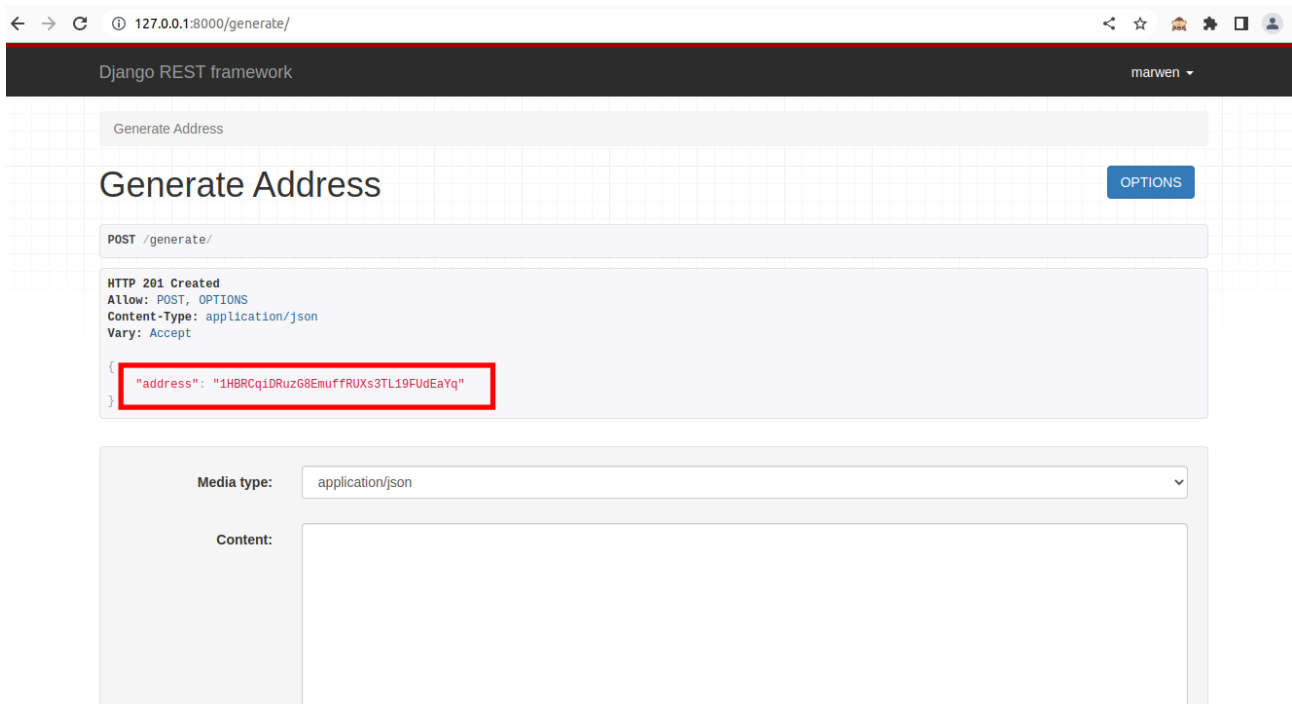 127.0.0.1:8000/generate/
Django REST framework
marwen
Generate Address
Generate Address
OPTIONS
POST /generate/
HTTP 201 Created
Allow: POST, OPTIONS
Content-Type: application/json
Vary: Accept
{
"address": "1HBRCqiDRuzG8EmuffRUXs3TL19FUdEaYq"
}
Media type:
application/json
Content: